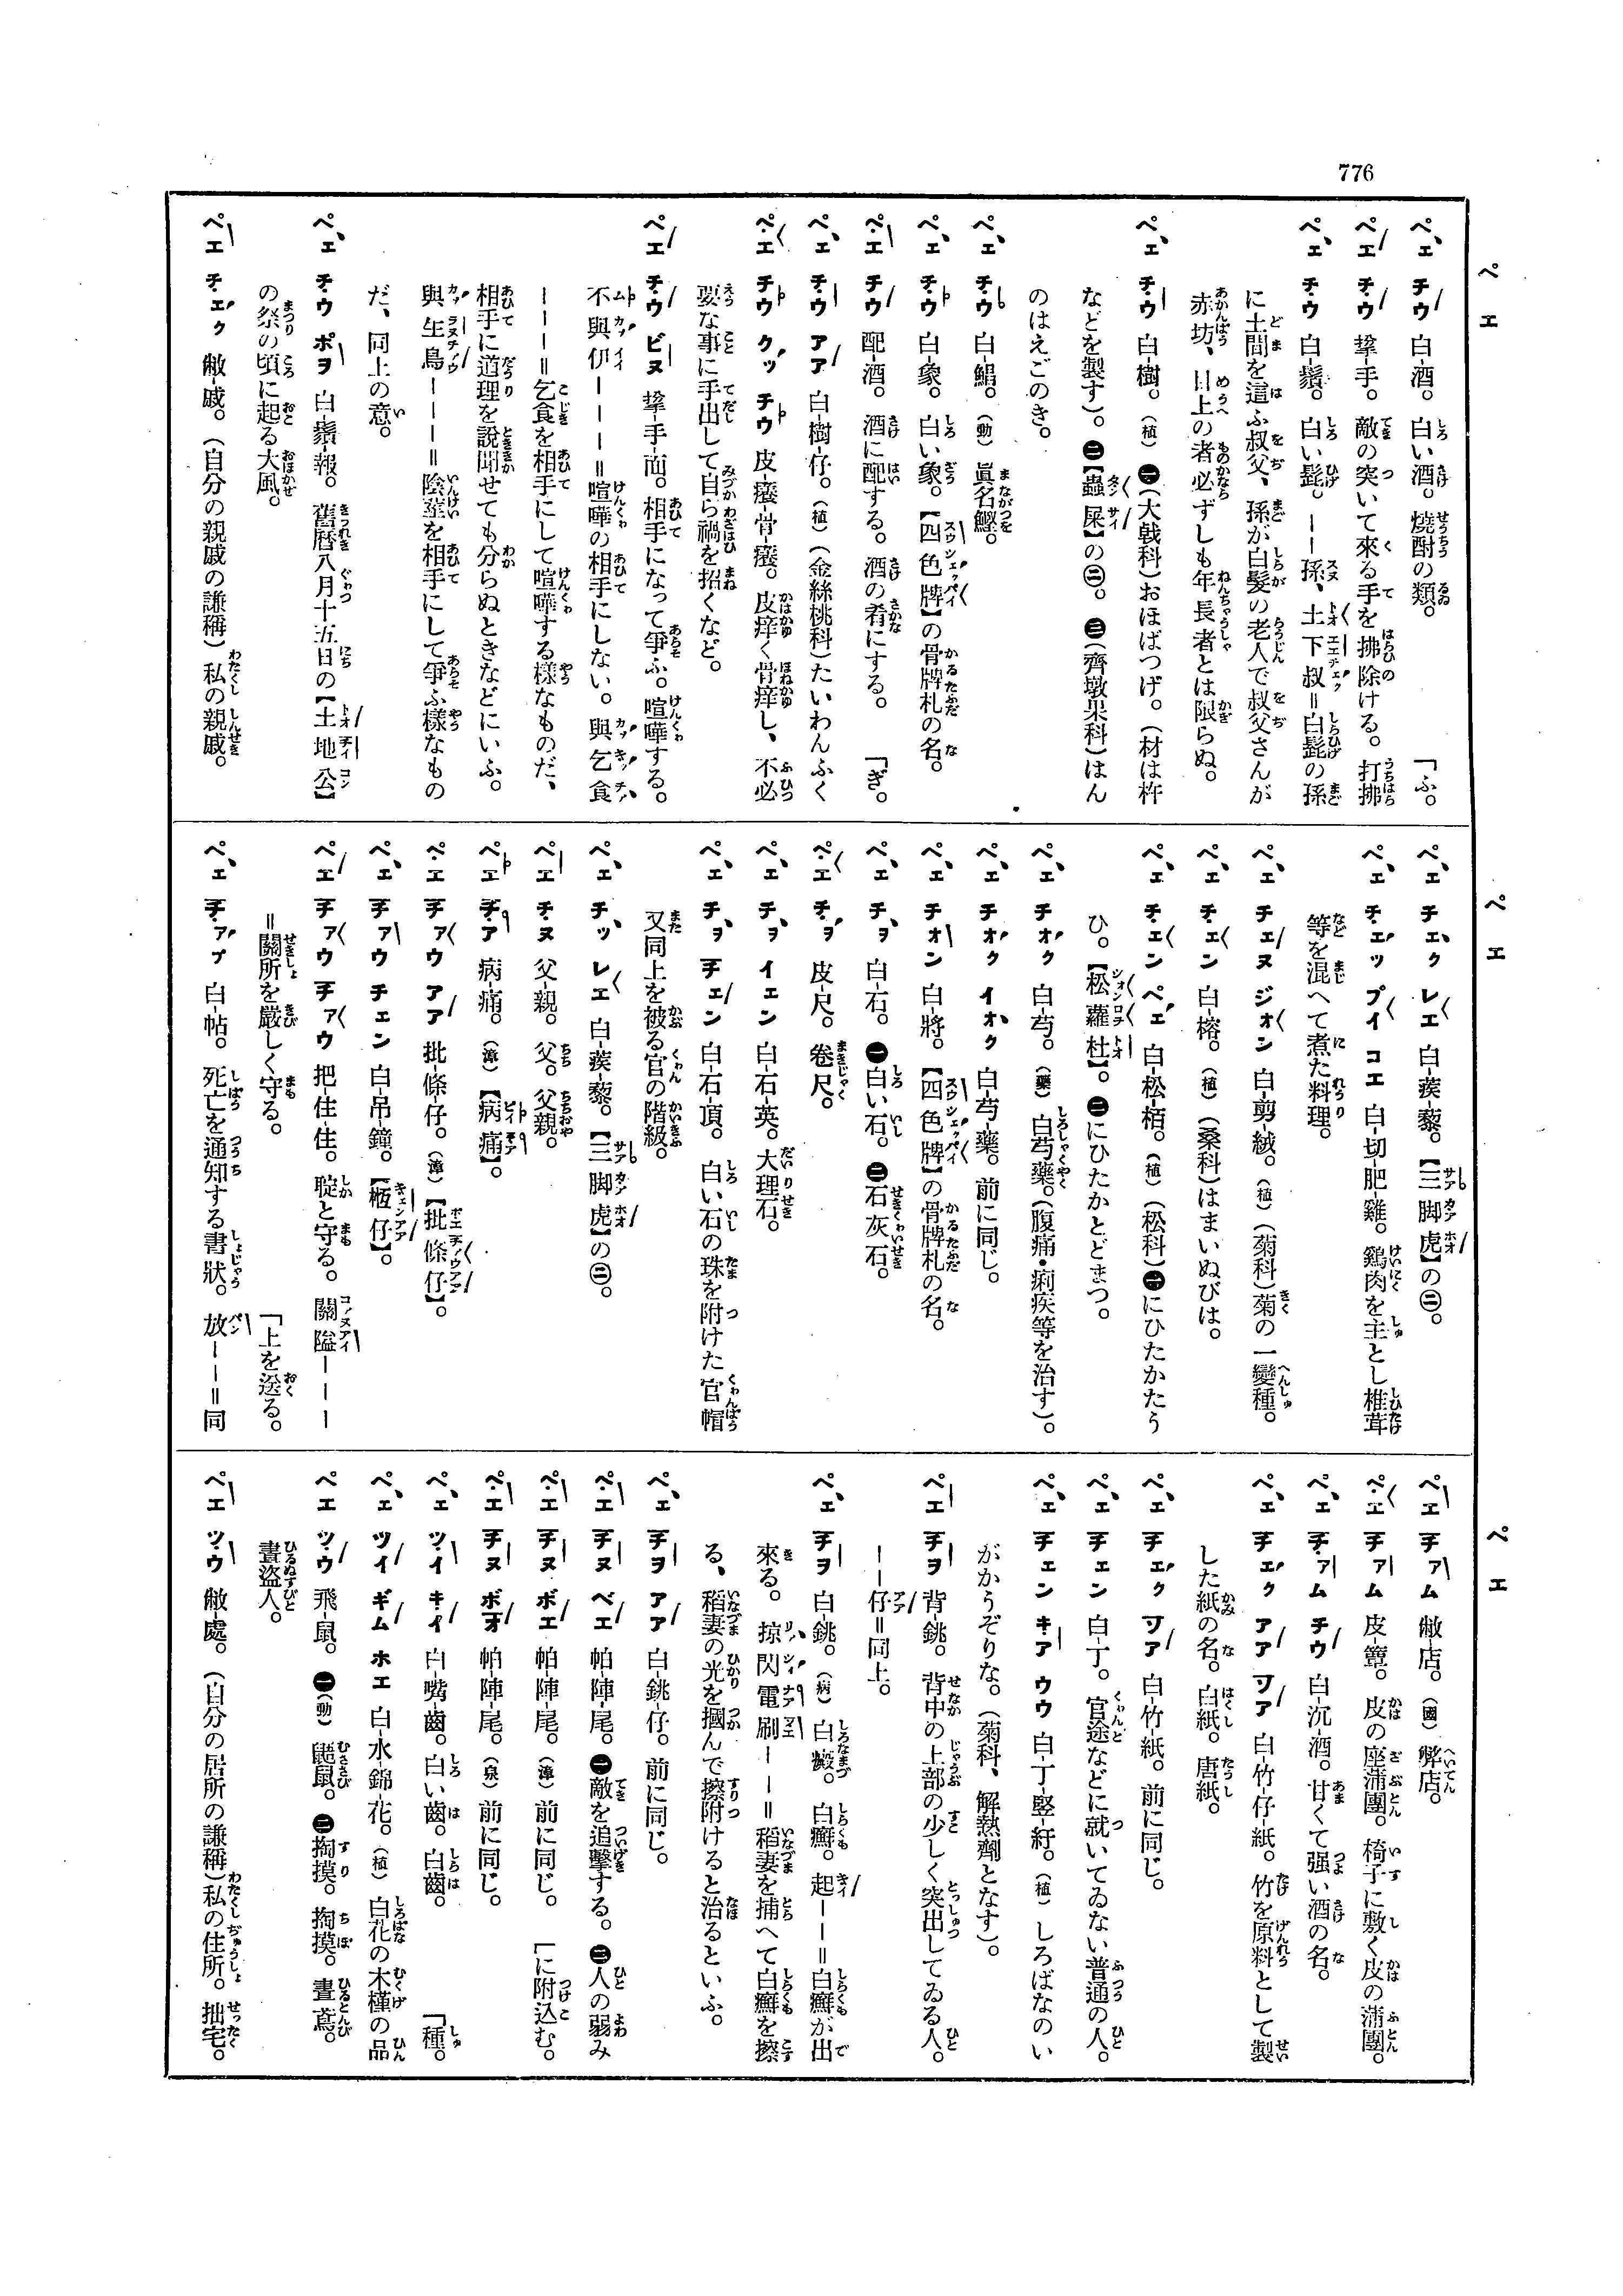 776
ペエ
ペエ チウ 白-酒。白い酒。燒酎の類。
ペエ チウ 拏-手。敵の突いて來る手を拂除ける。打拂「ふ。
ペエ チウ 白-鬚。白い髭。――孫、土下叔＝白髭の孫
に土間を這ふ叔父、孫が白髮の老人で叔父さんが
赤坊、目上の者必ずしも年長者とは限らぬ。
ペエ チウ 白-樹。（植）㊀（大戟科）おほばつげ。（材は杵
などを製す）。㊁【蟲屎】の㊁。㊂（齊墩果科）はん
のはえごのき。
ペエ チウ 白-鯧。（動）眞名鰹。
ペエ チウ 白-象。白い象。【四色牌】の骨牌札の名。
ペエ チウ 配-酒。酒に配する。酒の肴にする。
ペエ チウ アア 白-樹-仔。（植）（金絲桃科）たいわんふく「ぎ。
ペエ チウ クッ チウ 皮-癢-骨-癢。皮痒く骨痒し、不必
要な事に手出して自ら禍を招くなど。
ペエ チウ ビヌ 拏-手-面。相手になって爭ふ。喧嘩する。
不與伊―――＝喧嘩の相手にしない。與乞食
―――＝乞食を相手にして喧嘩する樣なものだ、
相手に道理を說聞せても分らぬときなどにいふ。
與生鳥―――＝陰莖を相手にして爭ふ樣なもの
だ、同上の意。
ペエ チウ ポヲ 白-鬚-報。舊曆八月十五日の【土地公】
の祭の頃に起る大風。
ペエ チェク 敝-戚。（自分の親戚の謙稱）私の親戚。
ペエ
ペエ チェク レエ 白-蒺-藜。【三脚虎】の㊁。
ペエ チェッ プイ コエ 白-切-肥-雞。鷄肉を主とし椎茸
等を混へて煮た料理。
ペエ チェヌ ジオン 白-剪-絨。（植）（菊科）菊の一變種。
ペエ チェン 白-榕。（植）（桑科）はまいぬびは。
ペエ チェン ペエ 白-松-栢。（植）（松科）㊀にひたかたう
ひ。【松蘿杜】。㊁にひたかとどまつ。
ペエ チオク 白-芍。（藥）白芍藥。（腹痛・痢疾等を治す）。
ペエ チオク イオク 白-芍-藥。前に同じ。
ペエ チオン 白-將。【四色牌】の骨牌札の名。
ペエ チヲ 白-石。㊀白い石。㊁石灰石。
ペエ チヲ 皮-尺。卷尺。
ペエ チヲ イエン 白-石-英。大理石。
ペエ チヲ チェン 白-石-頂。白い石の珠を附けた官帽
又同上を被る官の階級。
ペエ チッ レエ 白-蒺-藜。【三脚虎】の㊁。
ペエ チヌ 父-親。父。父親。
ペエ チア 病-痛。（漳）【病痛】。
ペエ チアウ アア 批-條-仔。（漳）【批條仔】。
ペエ チアウ チェン 白-吊-鐘。【梔仔】。
ペエ チアウ チアウ 把-住-住。聢と守る。關隘―――
＝關所を嚴しく守る。「上を送る。
ペエ チアプ 白-帖。死亡を通知する書狀。放――＝同
ペエ
ペエ チアム 敝-店。（國）弊店。
ペエ チアム 皮-簟。皮の座蒲團。椅子に敷く皮の蒲團。
ペエ チアム チウ 白-沉-酒。甘くて强い酒の名。
ペエ チェク アア ツア 白-竹-仔-紙。竹を原料として製
した紙の名。白紙。唐紙。
ペエ チェク ツア 白-竹-紙。前に同じ。
ペエ チェン 白-丁。官途などに就いてゐない普通の人。
ペエ チェン キア ウウ 白-丁-竪-紆。（植）しろばなのい
がかうぞりな。（菊科、解熱劑となす）。
ペエ チヲ 背-銚。背中の上部の少しく突出してゐる人。
――仔＝同上。
ペエ チヲ 白-銚。（病）白癜。白癬。起――＝白癬が出
來る。掠閃電刷――＝稻妻を捕へて白癬を擦
る、稻妻の光を摑んで擦附けると治るといふ。
ペエ チヲ アア 白-銚-仔。前に同じ。
ペエ チヌ ベエ 帕-陣-尾。㊀敵を追擊する。㊁人の弱み「に附込む。
ペエ チヌ ボエ 帕-陣-尾。（漳）前に同じ。
ペエ チヌ ボオ 帕-陣-尾。（泉）前に同じ。
ペエ ツイ キイ 白-嘴-齒。白い齒。白齒。
ペエ ツイ ギム ホエ 白-水-錦-花。（植）白花の木槿の品「種。
ペエ ツウ 飛-鼠。㊀（動）鼯鼠。㊁掏摸。掏摸。晝鳶。
晝盜人。
ペエ ツウ 敝-處。（自分の居所の謙稱）私の住所。拙宅。